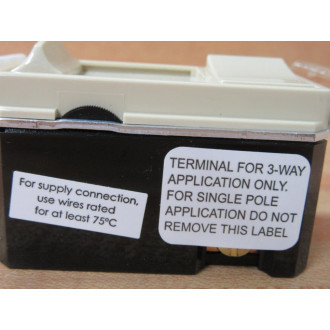 For supply connection,
use wires rated
for at least 75°C
TERMINAL FOR 3-WAY
APPLICATION ONLY.
FOR SINGLE POLE
APPLICATION DO NOT
REMOVE THIS LABEL